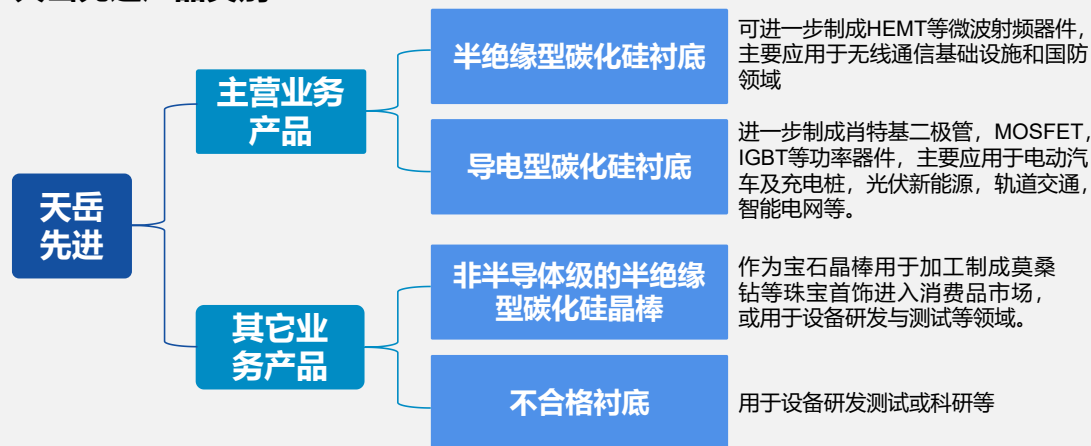 天岳
先进
主营业务
产品
半绝缘型碳化硅衬底
可进一步制成HEMT等微波射频器件,
主要应用于无线通信基础设施和国防
领域
导电型碳化硅衬底
进一步制成肖特基二极管，MOSFET,
IGBT等功率器件，主要应用于电动汽
车及充电桩，光伏新能源，轨道交通,
智能电网等。
其它业
务产品
非半导体级的半绝缘
型碳化硅晶棒
作为宝石晶棒用于加工制成莫桑
钻等珠宝首饰进入消费品市场，
或用于设备研发与测试等领域。
不合格衬底
用于设备研发测试或科研等